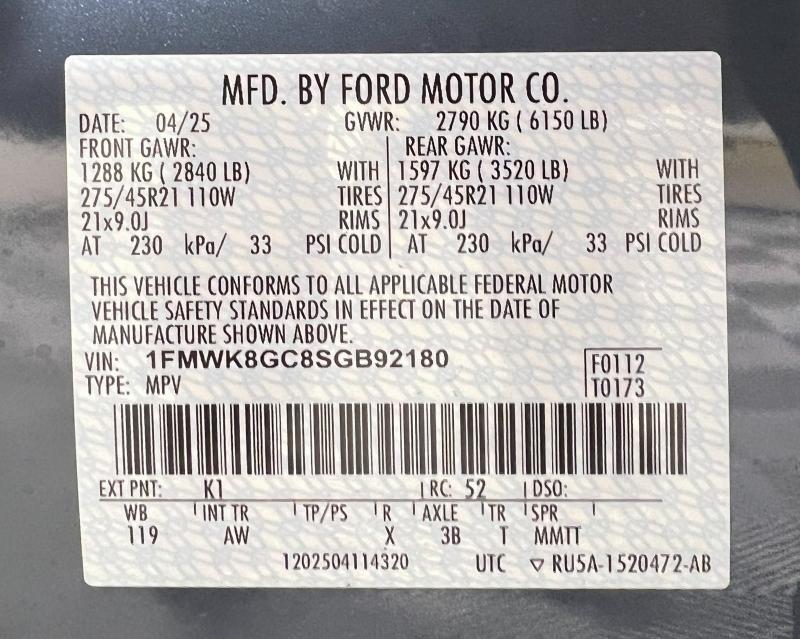 MFD. BY FORD MOTOR CO.
DATE: 04/25 GVWR: 2790 KG ( 6150 LB)
FRONT GAWR: REAR GAWR:
1288 KG ( 2840 LB) WITH 1597 KG ( 3520 LB) WITH
275/45R21 110W TIRES 275/45R21 110W TIRES
21x9.0J RIMS 21x9.0J RIMS
AT 230 kPa/ 33 PSI COLD AT 230 kPa/ 33 PSI COLD
THIS VEHICLE CONFORMS TO ALL APPLICABLE FEDERAL MOTOR
VEHICLE SAFETY STANDARDS IN EFFECT ON THE DATE OF
MANUFACTURE SHOWN ABOVE.
VIN: 1FMWK8GC8SGB92180 F0112
TYPE: MPV T0173
EXT PNT: K1 RC: 52 DSO:
WB INT TR TP/PS R AXLE TR SPR
119 AW X 3B T MMTT
1202504114320 UTC ▽ RU5A-1520472-AB